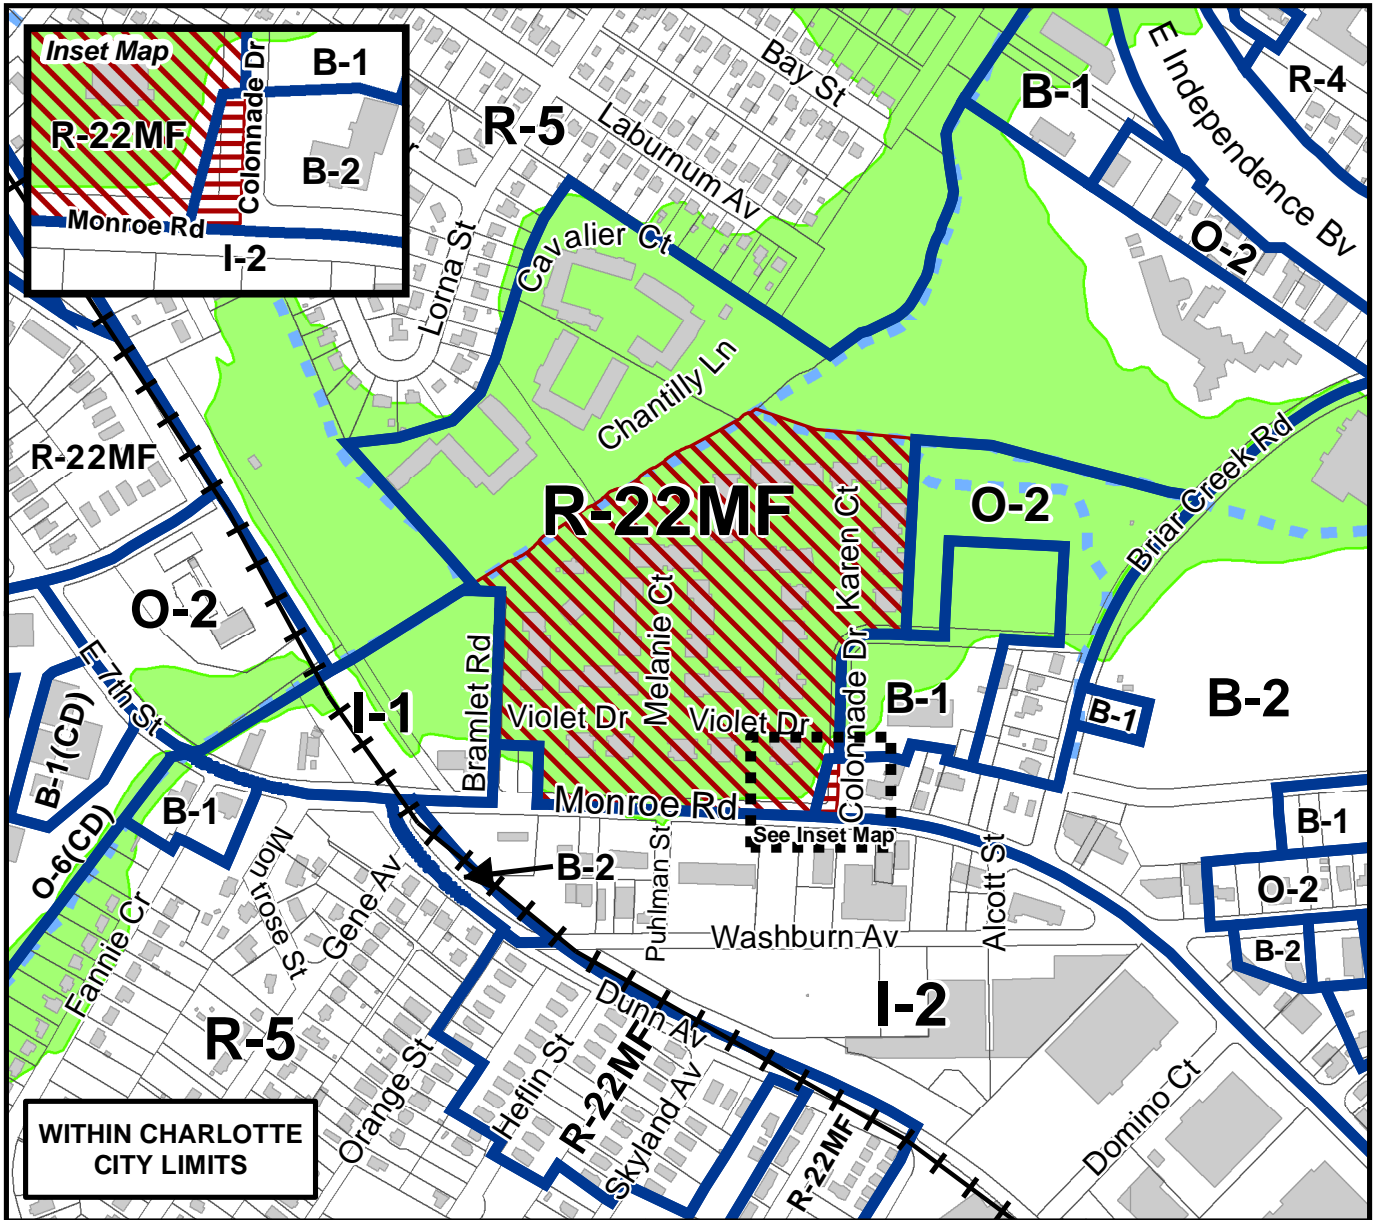 Inset Map
B-1
R-22MF
Colonnade Dr
B-2
Monroe Rd
I-2
R-5
Bay St
Laburnum Av
B-1
E Independence Bv
R-4
O-2
Lorna St
Cavalier Ct
Chantilly Ln
R-22MF
R-22MF
O-2
Briar Creek Rd
Karen Ct
Melanie Ct
O-2
E 7th St
I-1
Bramlet Rd
Violet Dr
Violet Dr
Colonnade Dr
B-1
B-1
B-2
B-1(CD)
B-1
O-6(CD)
Monroe Rd
See Inset Map
B-1
O-2
B-2
B-2
Montrose St
Gene Av
Fannie Cr
Puhlman St
Alcott St
Washburn Av
I-2
R-5
Dunn Av
Orange St
Heflin St
R-22MF
Skyland Av
R-22MF
Domino Ct
WITHIN CHARLOTTE
CITY LIMITS